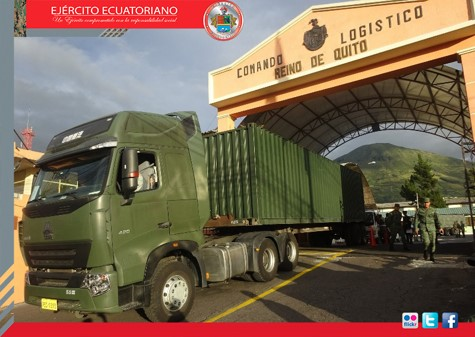 EJÉRCITO ECUATORIANO
Un Ejército comprometido con la responsabilidad social
COMANDO LOGISTICO
REINO DE QUITO